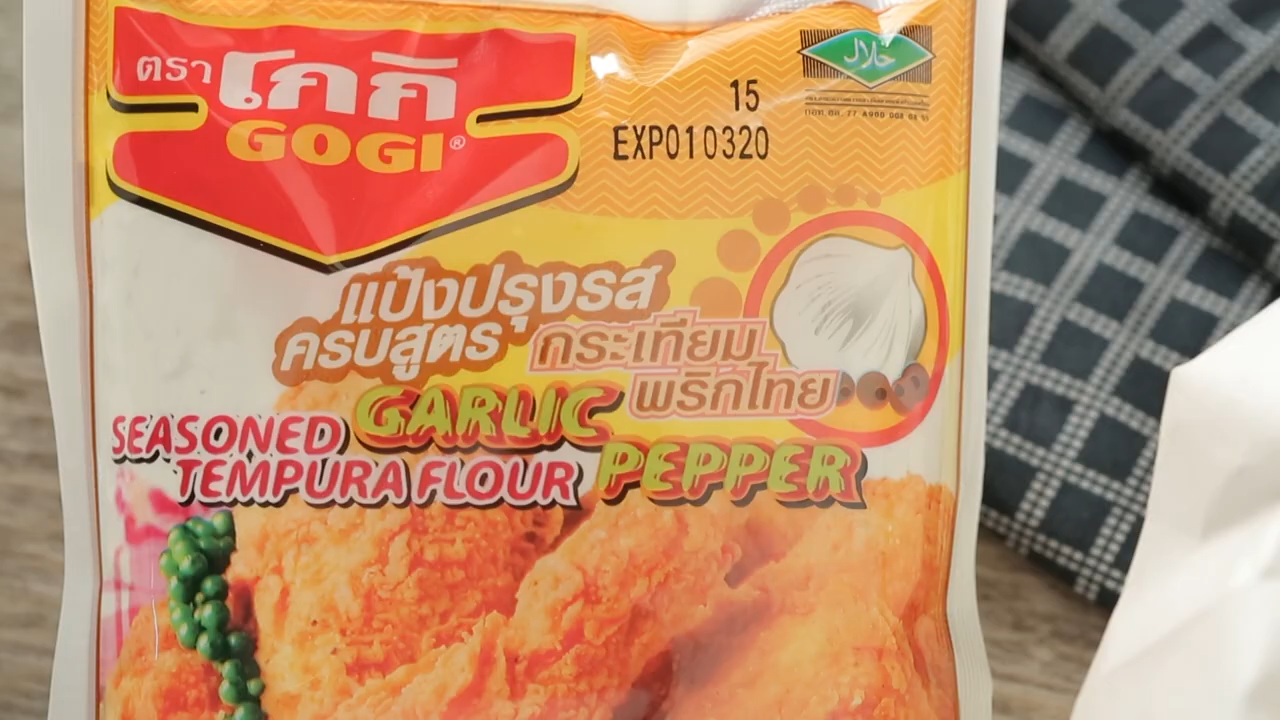 ตรา โกกิ
GOGI®
15
EXP010320
حلال
แป้งปรุงรส
ครบสูตร กระเทียม
พริกไทย
SEASONED GARLIC
TEMPURA FLOUR PEPPER